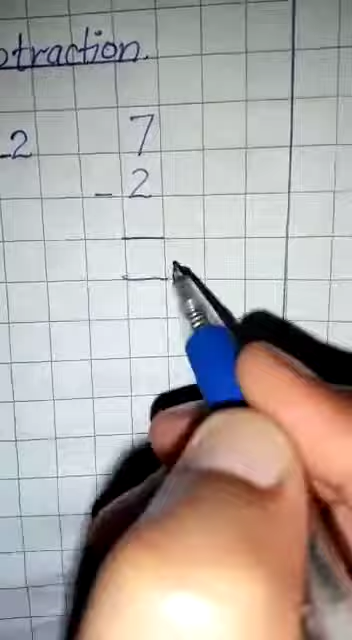 otraction.
-2
7
- 2